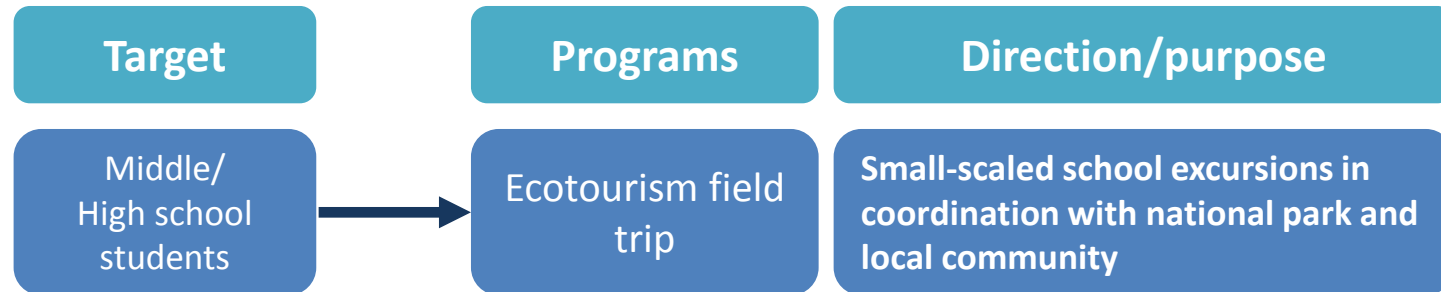 Target
Programs
Direction/purpose
Middle/
High school
students
Ecotourism field
trip
Small-scaled school excursions in
coordination with national park and
local community